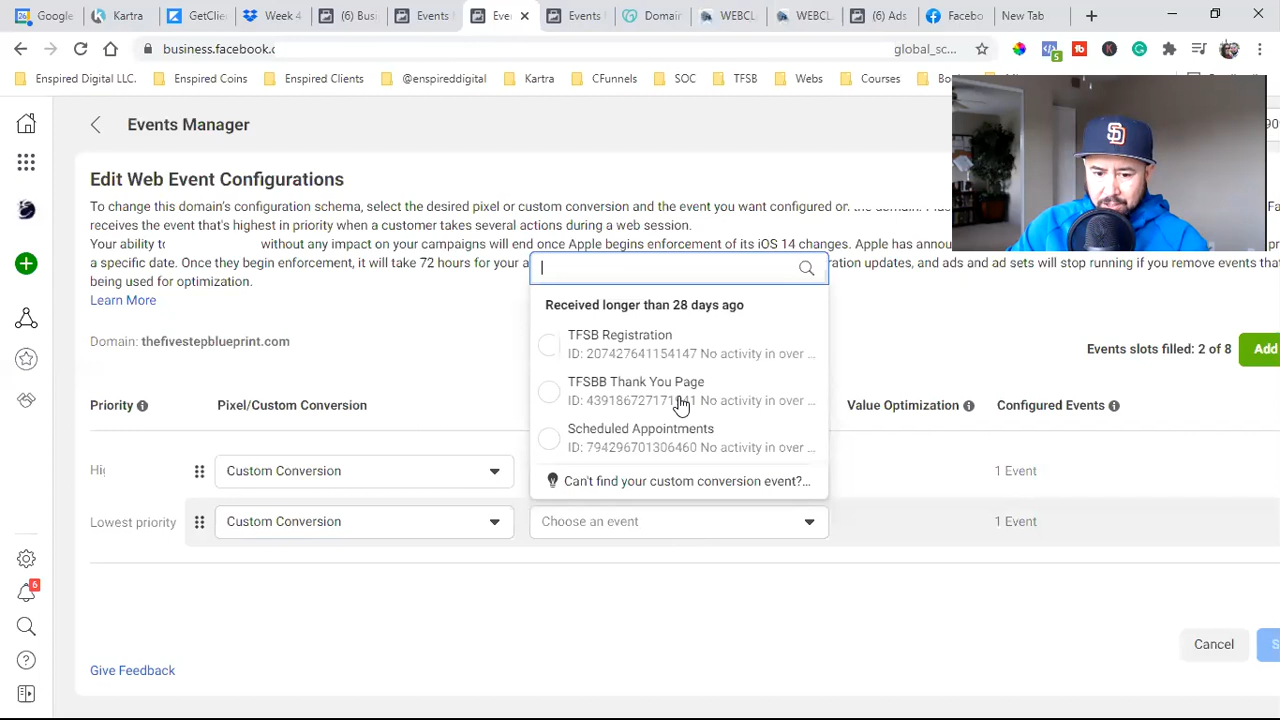 Google
Kartra
GetClie
Week 4
(6) Busi
Events
Eve
Events
Domai
WEBCL
WEBCL
(6) Ads
Facebo
New Tab
business.facebook.c
global_sc...
Enspired Digital LLC.
Enspired Coins
Enspired Clients
@enspireddigital
Kartra
CFunnels
SOC
TFSB
Webs
Courses
Events Manager
Edit Web Event Configurations
To change this domain's configuration schema, select the desired pixel or custom conversion and the event you want configured on the domain.
receives the event that's highest in priority when a customer takes several actions during a web session.
Your ability to without any impact on your campaigns will end once Apple begins enforcement of its iOS 14 changes. Apple has annou
a specific date. Once they begin enforcement, it will take 72 hours for your a ration updates, and ads and ad sets will stop running if you remove events tha
being used for optimization.
Learn More
Received longer than 28 days ago
TFSB Registration
ID: 207427641154147 No activity in over ...
Domain: thefivestepblueprint.com
Events slots filled: 2 of 8
Add
TFSBB Thank You Page
No activity in over ...
Priority
Pixel/Custom Conversion
Value Optimization
Configured Events
Scheduled Appointments
ID: 794296701306460 No activity in over ...
Custom Conversion
1 Event
Can't find your custom conversion event?...
Lowest priority
Custom Conversion
Choose an event
1 Event
6
Cancel
Give Feedback